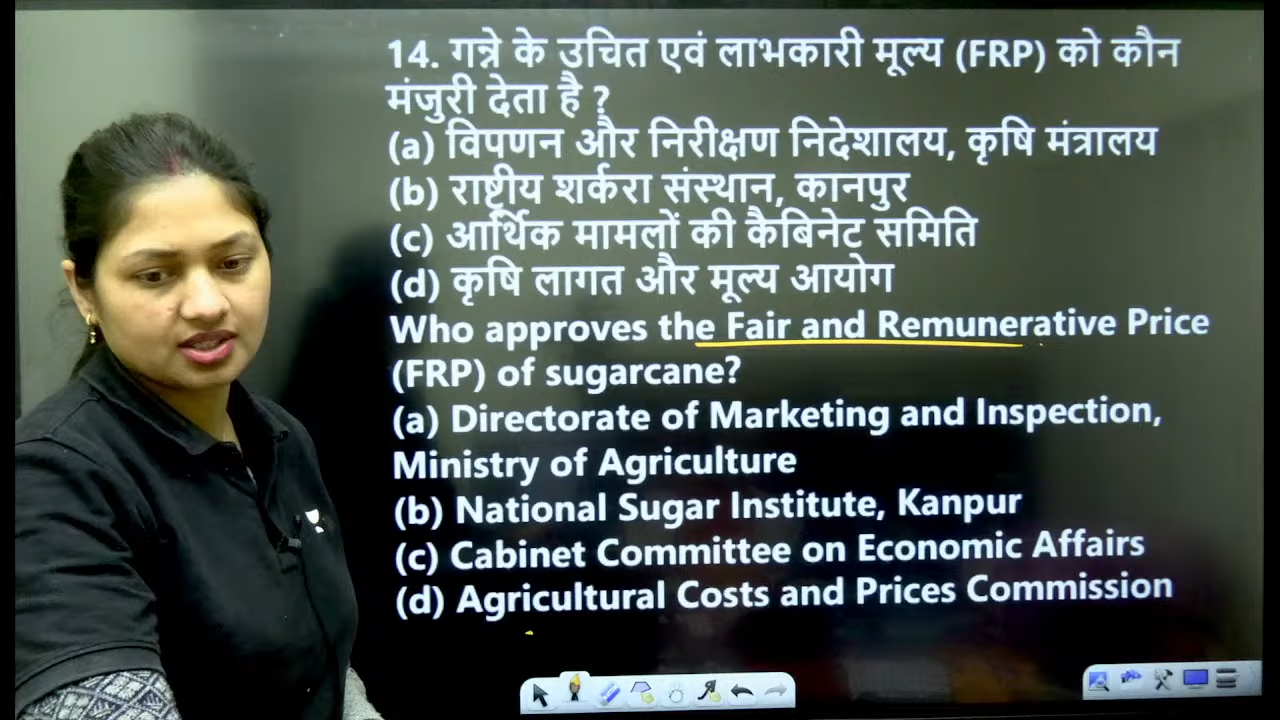 14. गन्ने के उचित एवं लाभकारी मूल्य (FRP) को कौन
मंजुरी देता है ?
(a) विपणन और निरीक्षण निदेशालय, कृषि मंत्रालय
(b) राष्ट्रीय शर्करा संस्थान, कानपुर
(c) आर्थिक मामलों की कैबिनेट समिति
(d) कृषि लागत और मूल्य आयोग
Who approves the Fair and Remunerative Price
(FRP) of sugarcane?
(a) Directorate of Marketing and Inspection,
Ministry of Agriculture
(b) National Sugar Institute, Kanpur
(c) Cabinet Committee on Economic Affairs
(d) Agricultural Costs and Prices Commission